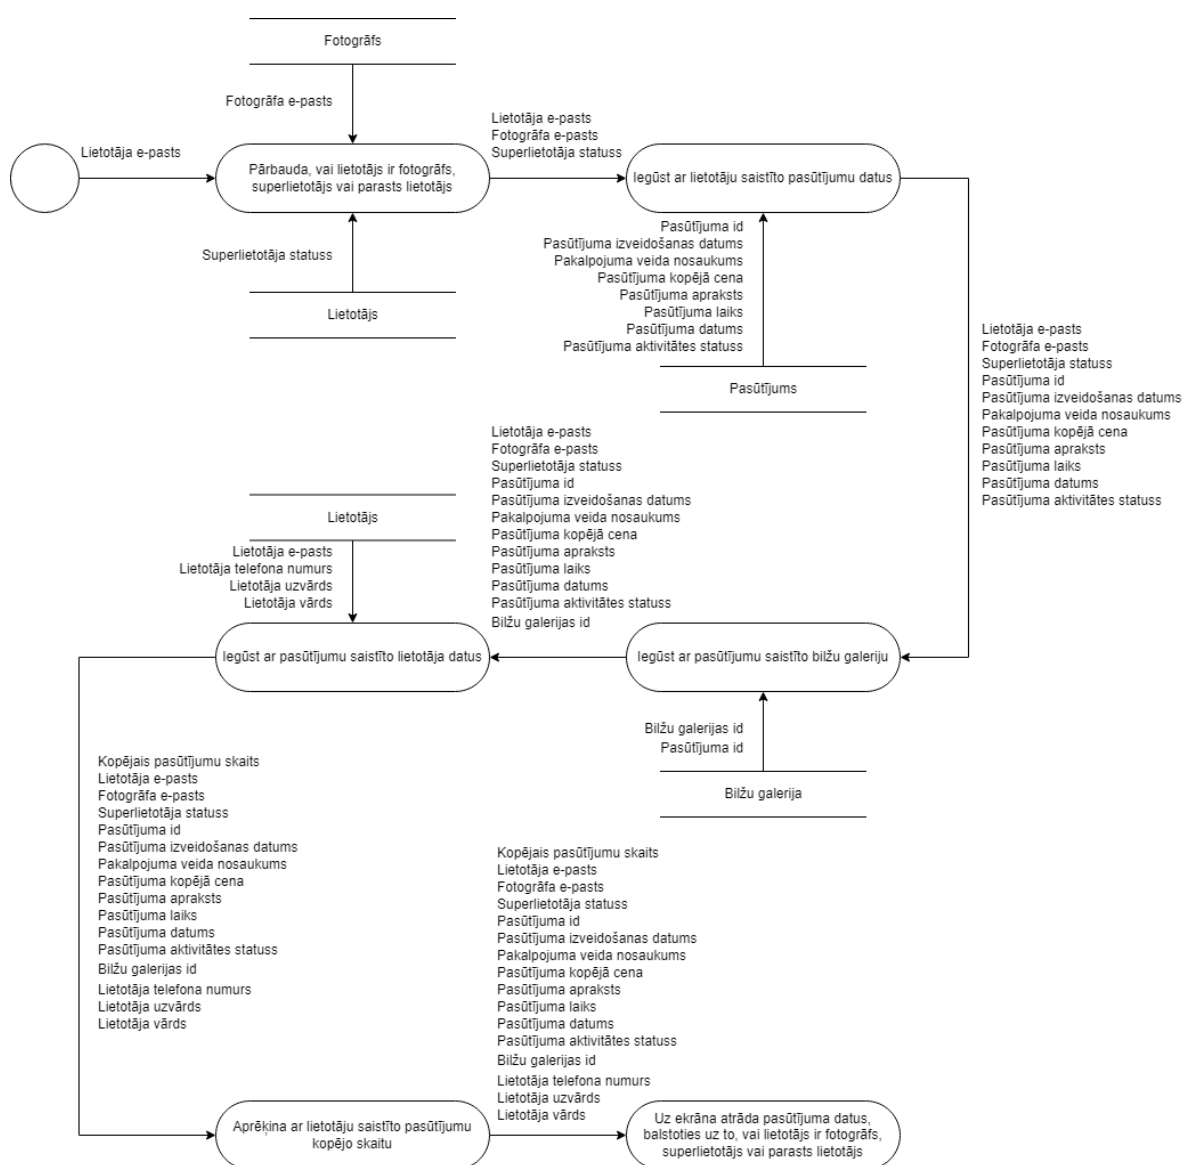 Fotogrāfs
Fotogrāfa e-pasts
Lietotāja e-pasts
Pārbauda, vai lietotājs ir fotogrāfs,
superlietotājs vai parasts lietotājs
Superlietotāja statuss
Lietotājs
Lietotāja e-pasts
Fotogrāfa e-pasts
Superlietotāja statuss
Iegūst ar lietotāju saistīto pasūtījumu datus
Pasūtījuma id
Pasūtījuma izveidošanas datums
Pakalpojuma veida nosaukums
Pasūtījuma kopējā cena
Pasūtījuma apraksts
Pasūtījuma laiks
Pasūtījuma datums
Pasūtījuma aktivitātes statuss
Pasūtījums
Lietotāja e-pasts
Fotogrāfa e-pasts
Superlietotāja statuss
Pasūtījuma id
Pasūtījuma izveidošanas datums
Pakalpojuma veida nosaukums
Pasūtījuma kopējā cena
Pasūtījuma apraksts
Pasūtījuma laiks
Pasūtījuma datums
Pasūtījuma aktivitātes statuss
Lietotāja e-pasts
Fotogrāfa e-pasts
Superlietotāja statuss
Pasūtījuma id
Pasūtījuma izveidošanas datums
Pakalpojuma veida nosaukums
Pasūtījuma kopējā cena
Pasūtījuma apraksts
Pasūtījuma laiks
Pasūtījuma datums
Pasūtījuma aktivitātes statuss
Bilžu galerijas id
Iegūst ar pasūtījumu saistīto bilžu galeriju
Bilžu galerijas id
Pasūtījuma id
Bilžu galerija
Lietotājs
Lietotāja e-pasts
Lietotāja telefona numurs
Lietotāja uzvārds
Lietotāja vārds
Iegūst ar pasūtījumu saistīto lietotāja datus
Kopējais pasūtījumu skaits
Lietotāja e-pasts
Fotogrāfa e-pasts
Superlietotāja statuss
Pasūtījuma id
Pasūtījuma izveidošanas datums
Pakalpojuma veida nosaukums
Pasūtījuma kopējā cena
Pasūtījuma apraksts
Pasūtījuma laiks
Pasūtījuma datums
Pasūtījuma aktivitātes statuss
Bilžu galerijas id
Lietotāja telefona numurs
Lietotāja uzvārds
Lietotāja vārds
Aprēķina ar lietotāju saistīto pasūtījumu
kopējo skaitu
Kopējais pasūtījumu skaits
Lietotāja e-pasts
Fotogrāfa e-pasts
Superlietotāja statuss
Pasūtījuma id
Pasūtījuma izveidošanas datums
Pakalpojuma veida nosaukums
Pasūtījuma kopējā cena
Pasūtījuma apraksts
Pasūtījuma laiks
Pasūtījuma datums
Pasūtījuma aktivitātes statuss
Bilžu galerijas id
Lietotāja telefona numurs
Lietotāja uzvārds
Lietotāja vārds
Uz ekrāna atrāda pasūtījuma datus,
balstoties uz to, vai lietotājs ir fotogrāfs,
superlietotājs vai parasts lietotājs